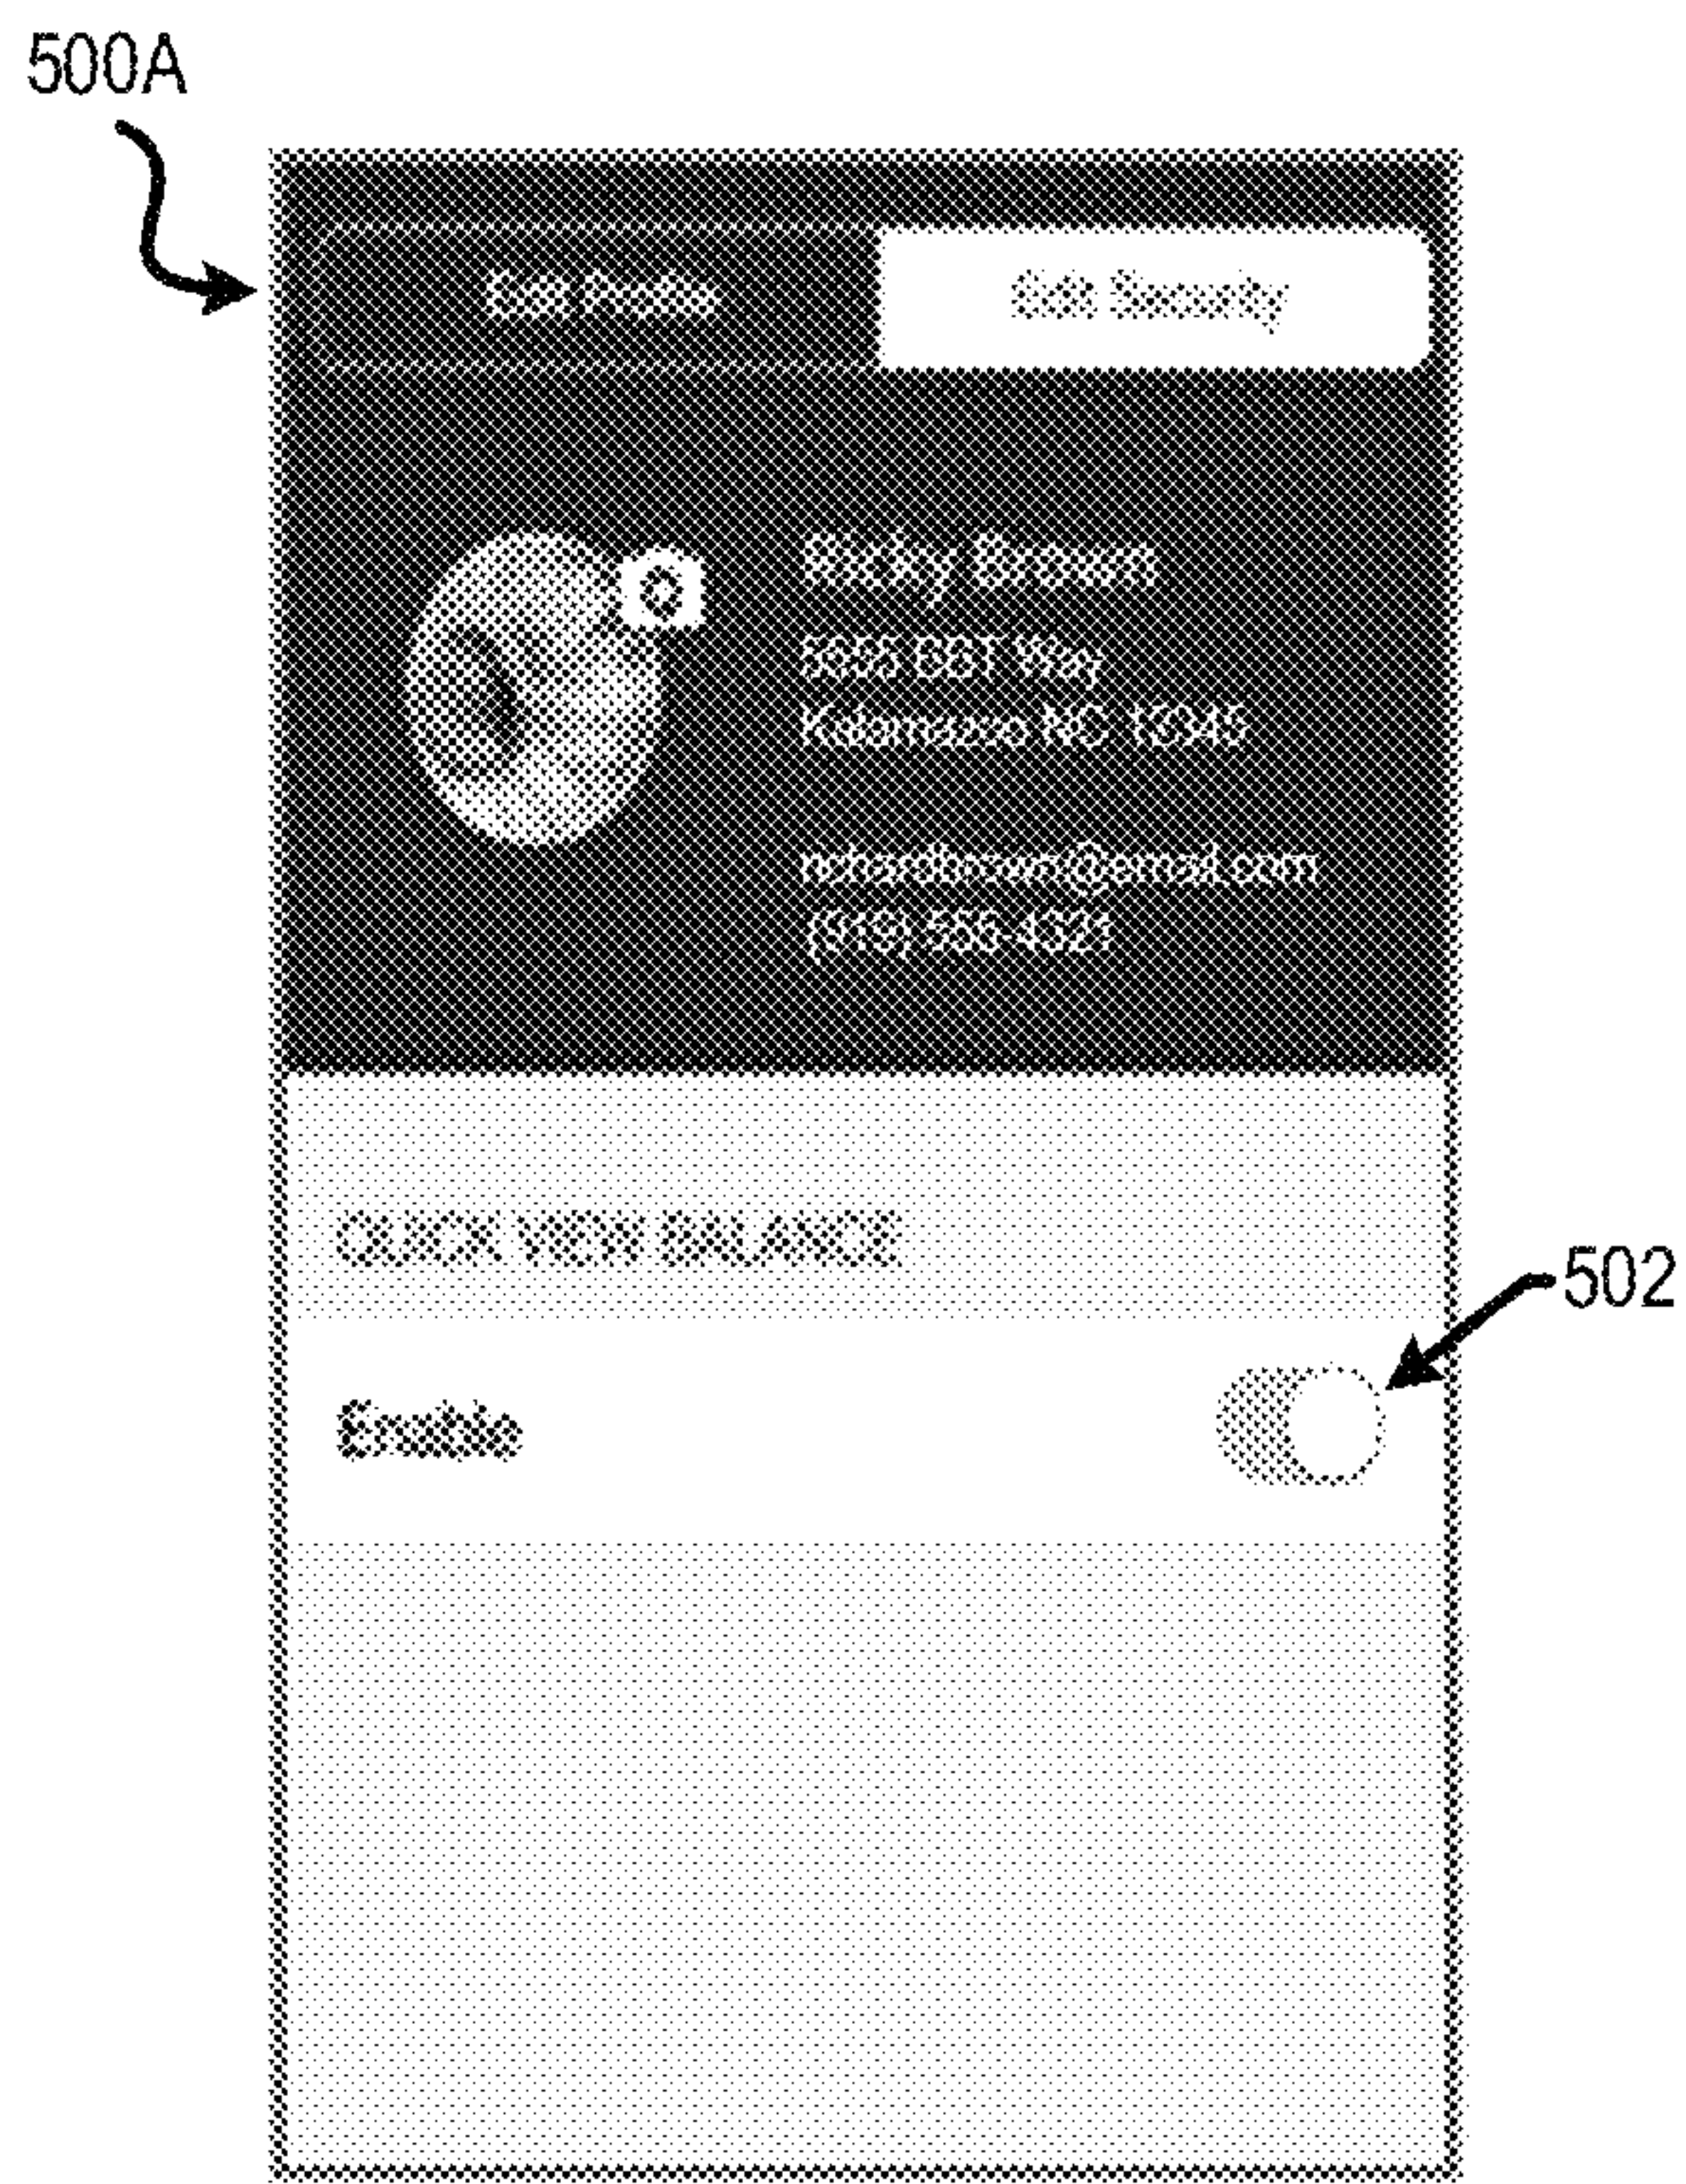 500A
Edit Profile
Edit Security
Ricky Brown
5555 BBT Way
Kalamazoo NC 12345
richardbrown@email.com
(919) 555-4321
QUICK VIEW BALANCE
502
Enable